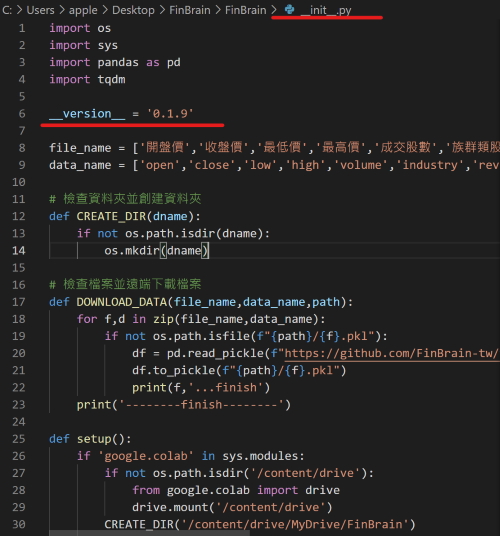 C: > Users > apple > Desktop > FinBrain > FinBrain > __init__.py
1 import os
2 import sys
3 import pandas as pd
4 import tqdm
5
6 __version__ = '0.1.9'
7
8 file_name = ['開盤價','收盤價','最低價','最高價','成交股數','族群類股
9 data_name = ['open','close','low','high','volume','industry','rev
10
11 # 檢查資料夾並創建資料夾
12 def CREATE_DIR(dname):
13 if not os.path.isdir(dname):
14 os.mkdir(dname)
15
16 # 檢查檔案並遠端下載檔案
17 def DOWNLOAD_DATA(file_name,data_name,path):
18 for f,d in zip(file_name,data_name):
19 if not os.path.isfile(f"{path}/{f}.pkl"):
20 df = pd.read_pickle(f"https://github.com/FinBrain-tw/
21 df.to_pickle(f"{path}/{f}.pkl")
22 print(f,'...finish')
23 print('--------finish--------')
24
25 def setup():
26 if 'google.colab' in sys.modules:
27 if not os.path.isdir('/content/drive'):
28 from google.colab import drive
29 drive.mount('/content/drive')
30 CREATE_DIR('/content/drive/MyDrive/FinBrain')